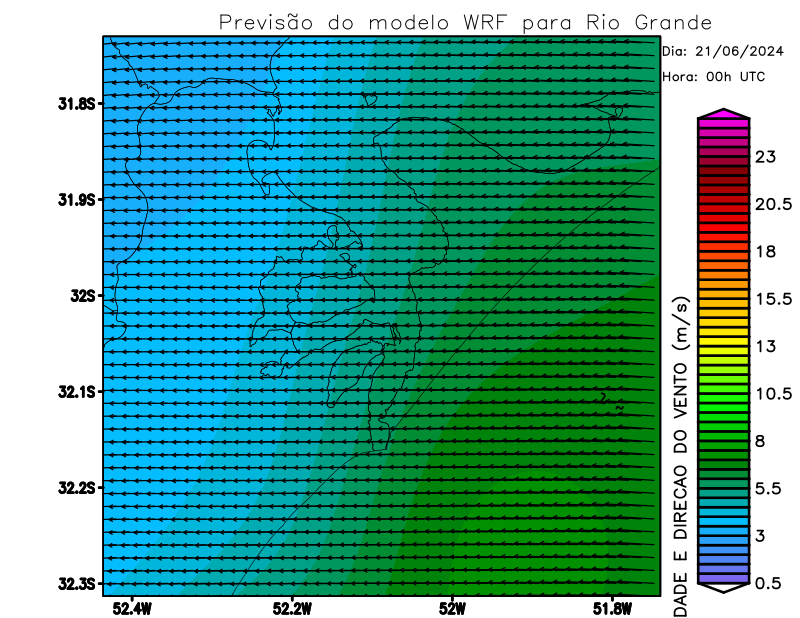 Previsão do modelo WRF para Rio Grande
Dia: 21/06/2024
Hora: 00h UTC
31.8S
31.9S
32S
32.1S
32.2S
32.3S
52.4W
52.2W
52W
51.8W
DADE E DIRECAO DO VENTO (m/s)
23
20.5
18
15.5
13
10.5
8
5.5
3
0.5